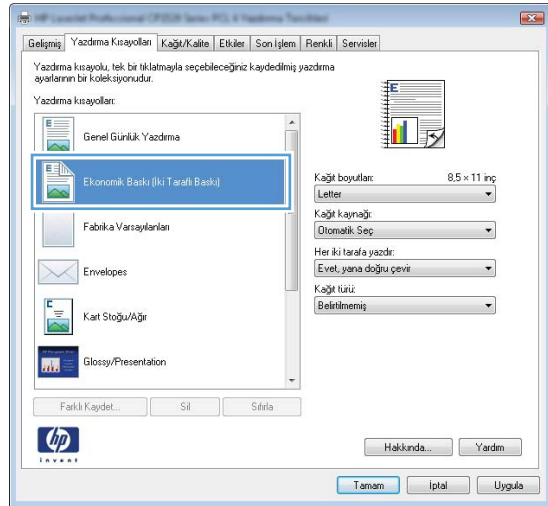 Gelişmiş Yazdırma Kısayolları Kağıt/Kalite Etkiler Son İşlem Renkli Servisler
Yazdırma kısayolu, tek bir tıklatmayla seçebileceğiniz kaydedilmiş yazdırma
ayarlarının bir koleksiyonudur.
Yazdırma kısayolları:
Genel Günlük Yazdırma
Ekonomik Baskı (İki Taraflı Baskı)
Fabrika Varsayılanları
Envelopes
Kart Stoğu/Ağır
Glossy/Presentation
Farklı Kaydet... Sil Sıfırla
Kağıt boyutları: 8,5 × 11 inç
Letter
Kağıt kaynağı:
Otomatik Seç
Her iki tarafa yazdır:
Evet, yana doğru çevir
Kağıt türü:
Belirtilmemiş
hp
invent
Hakkında... Yardım
Tamam İptal Uygula